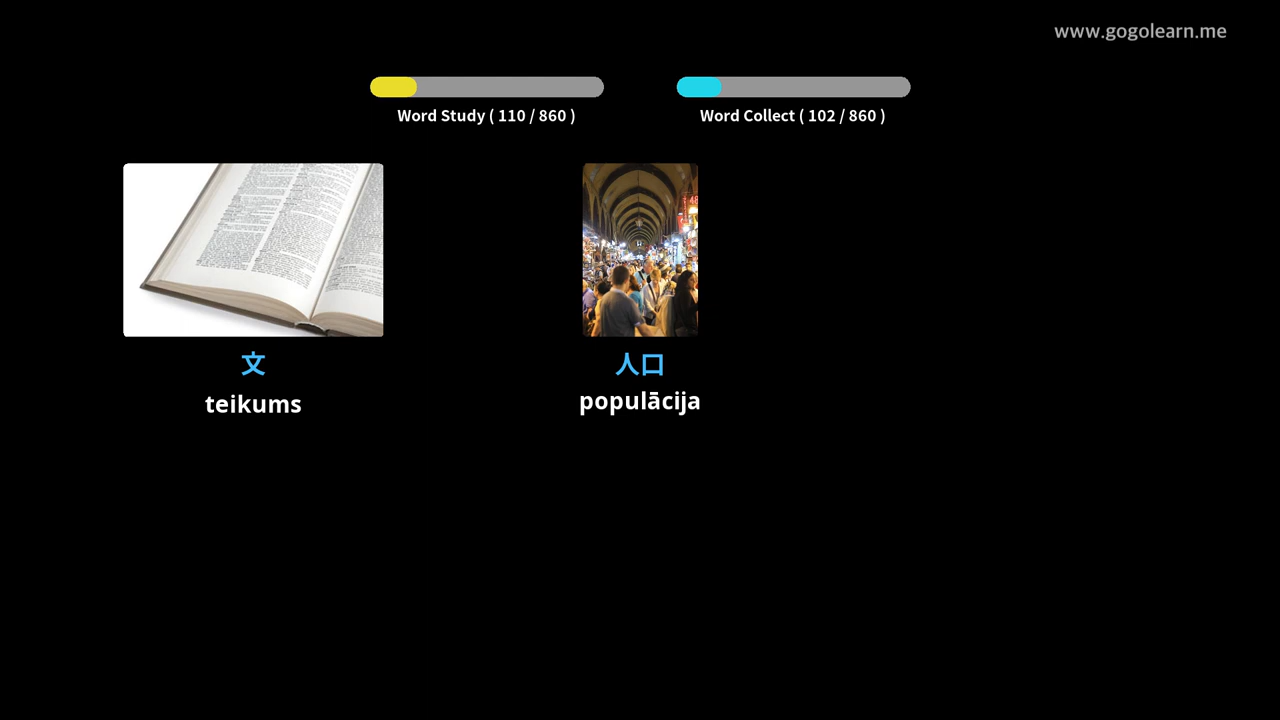 www.gogolearn.me
Word Study ( 110 / 860 )
Word Collect ( 102 / 860 )
文
teikums
人口
populācija